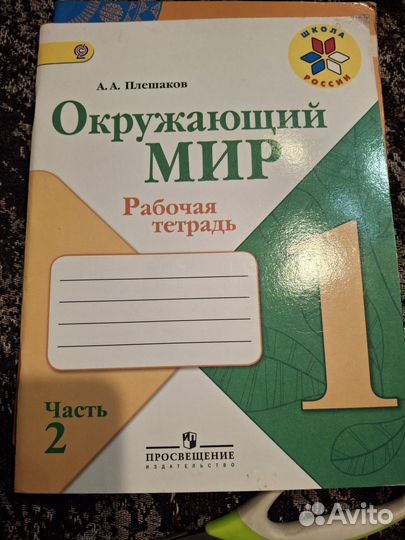 ШКОЛА
РОССИИ
А. А. Плешаков
Окружающий
МИР
Рабочая
тетрадь
1
Часть
2
ПРОСВЕЩЕНИЕ
ИЗДАТЕЛЬСТВО
Avito